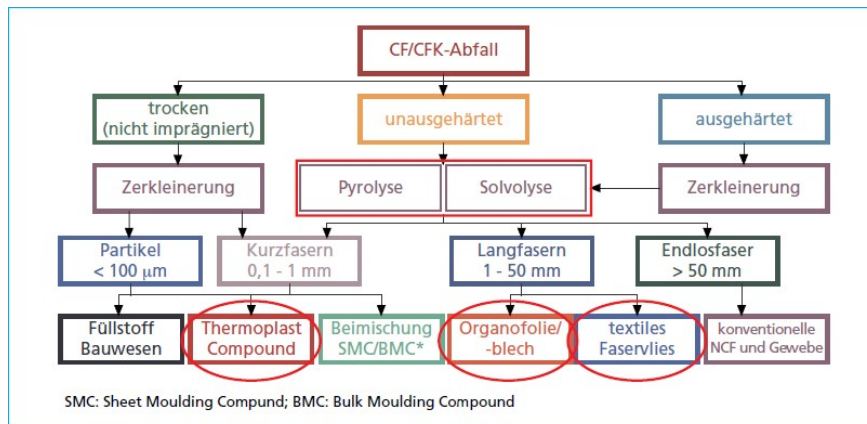 CF/CFK-Abfall
trocken
(nicht imprägniert)
unausgehärtet
ausgehärtet
Zerkleinerung
Pyrolyse
Solvolyse
Zerkleinerung
Partikel
< 100 µm
Kurzfasern
0,1 - 1 mm
Langfasern
1 - 50 mm
Endlosfaser
> 50 mm
Füllstoff
Bauwesen
Thermoplast
Compound
Beimischung
SMC/BMC*
Organofolie/
-blech
textiles
Faservlies
konventionelle
NCF und Gewebe
SMC: Sheet Moulding Compund; BMC: Bulk Moulding Compound